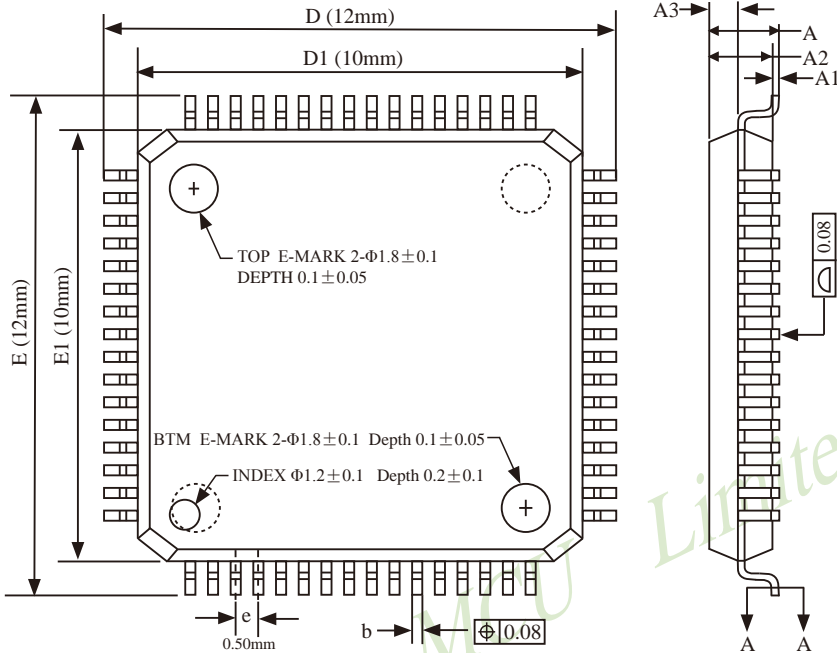 D (12mm)
D1 (10mm)
A3
A
A2
A1
E (12mm)
E1 (10mm)
TOP E-MARK 2-Φ1.8±0.1
DEPTH 0.1±0.05
0.08
BTM E-MARK 2-Φ1.8±0.1 Depth 0.1±0.05
INDEX Φ1.2±0.1 Depth 0.2±0.1
MCU Limite
e
0.50mm
b
0.08
A A